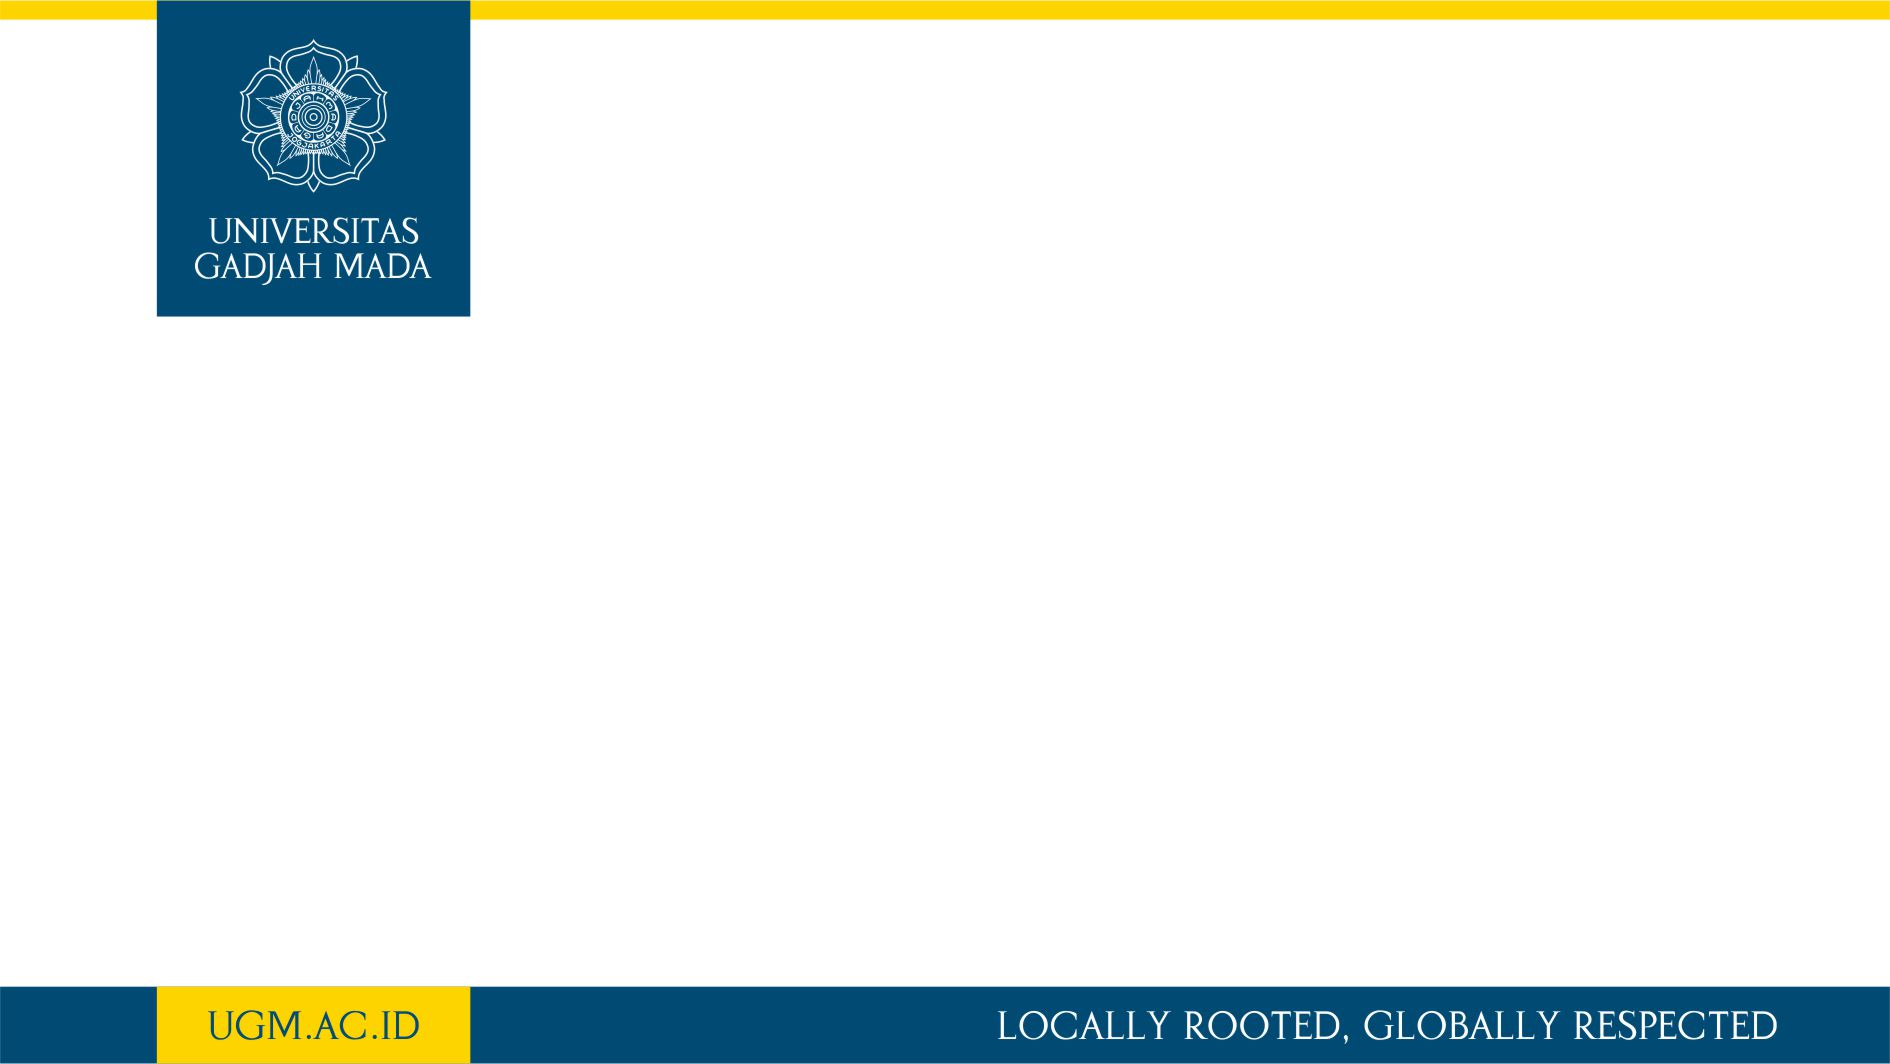 UNIVERSITAS
GADJAH MADA
UGM.AC.ID
LOCALLY ROOTED, GLOBALLY RESPECTED